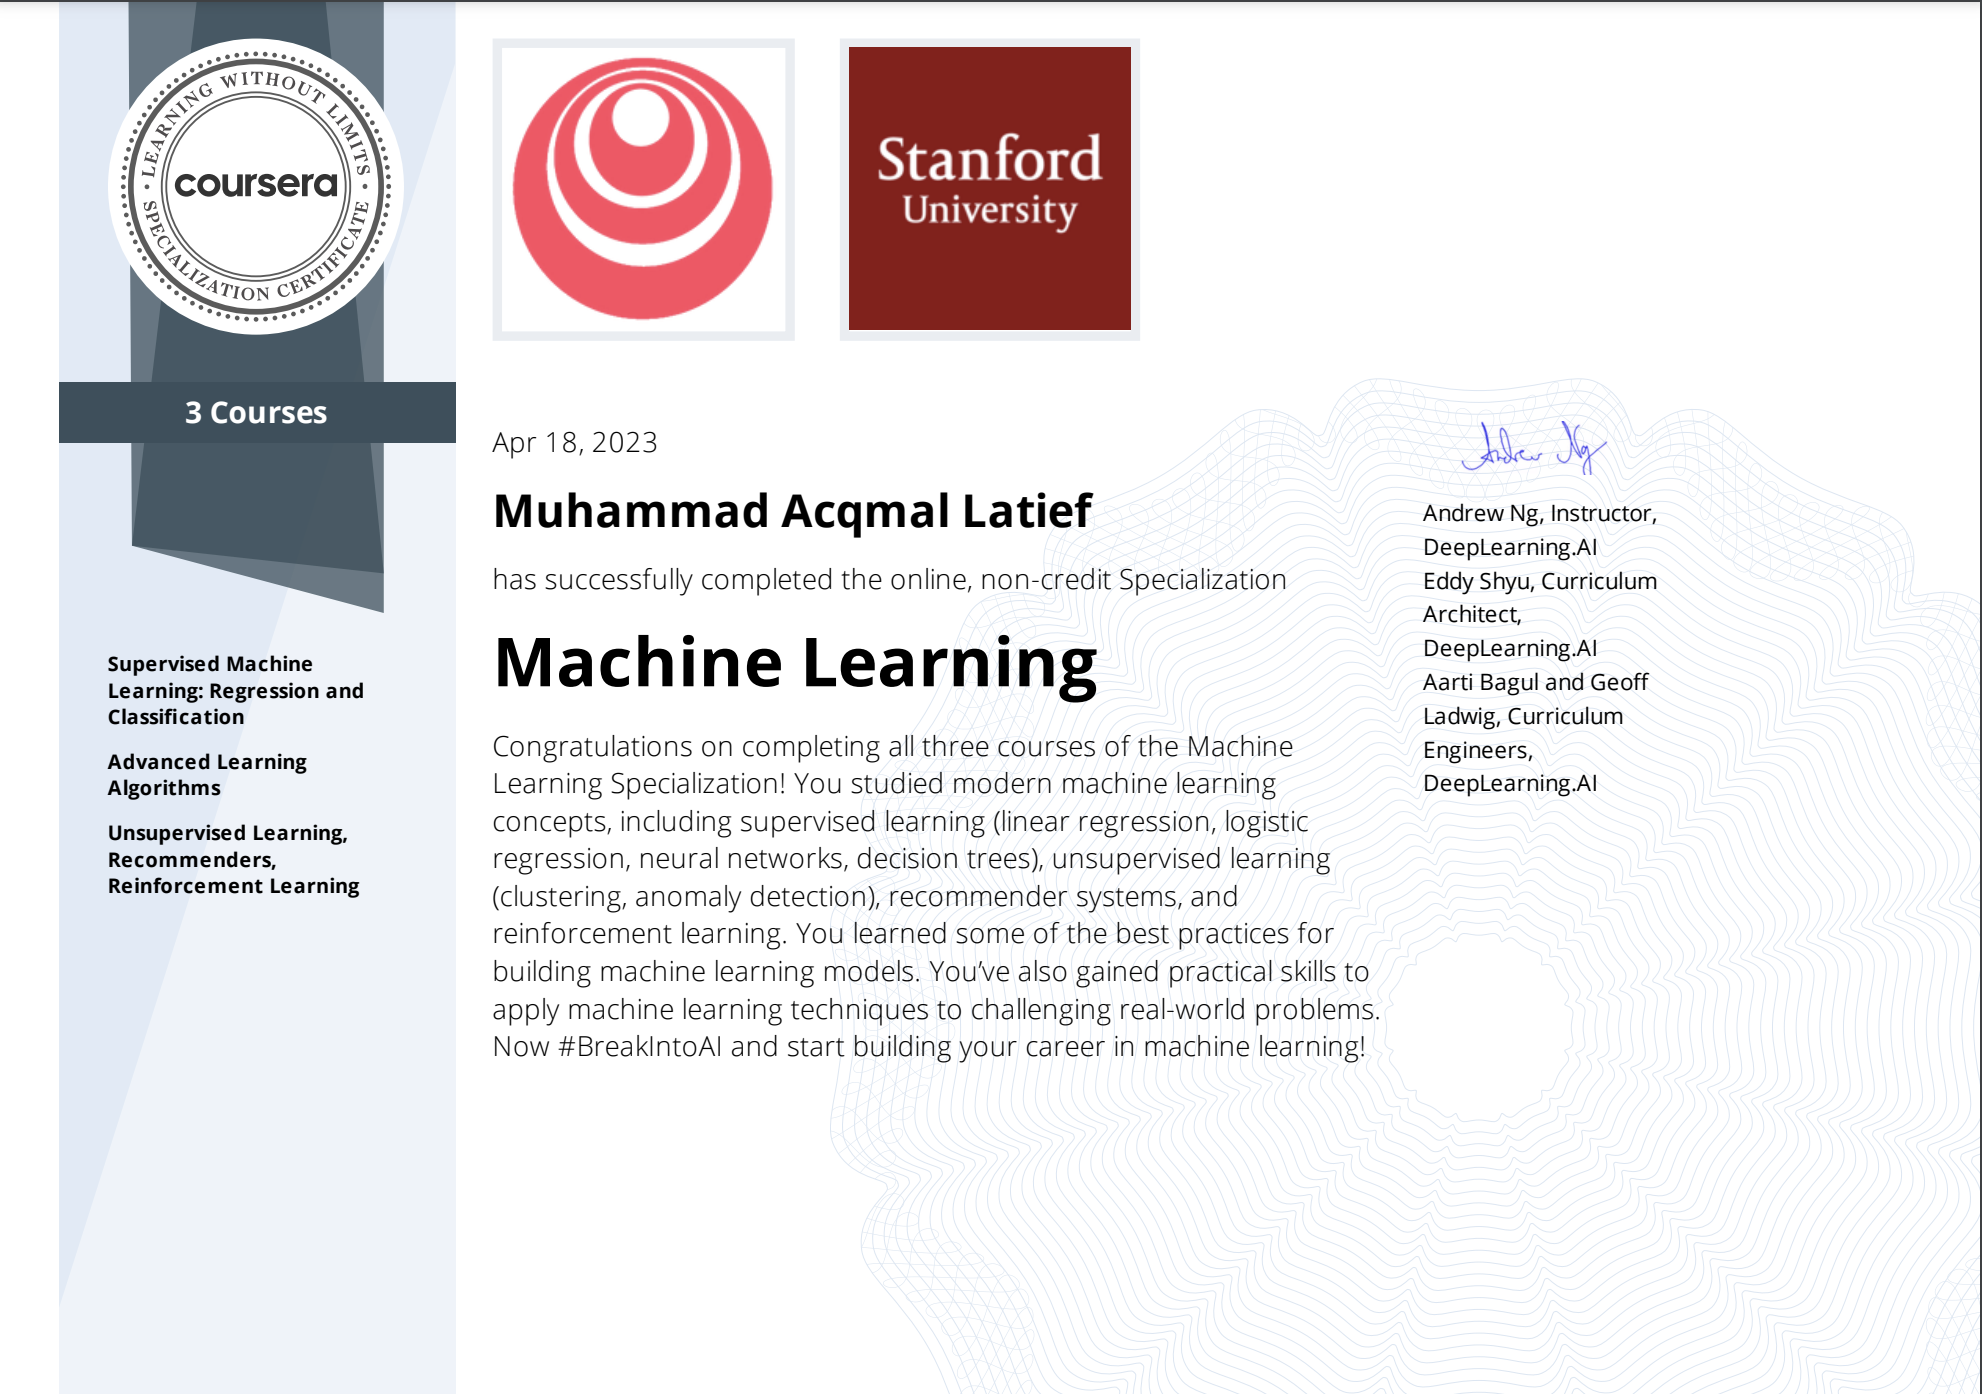 LEARNING WITHOUT LIMITS
coursera
SPECIALIZATION CERTIFICATE
3 Courses
Supervised Machine
Learning: Regression and
Classification
Advanced Learning
Algorithms
Unsupervised Learning,
Recommenders,
Reinforcement Learning
Stanford
University
Apr 18, 2023
Muhammad Acqmal Latief
has successfully completed the online, non-credit Specialization
Machine Learning
Congratulations on completing all three courses of the Machine
Learning Specialization! You studied modern machine learning
concepts, including supervised learning (linear regression, logistic
regression, neural networks, decision trees), unsupervised learning
(clustering, anomaly detection), recommender systems, and
reinforcement learning. You learned some of the best practices for
building machine learning models. You’ve also gained practical skills to
apply machine learning techniques to challenging real-world problems.
Now #BreakIntoAI and start building your career in machine learning!
Andrew Ng
Andrew Ng, Instructor,
DeepLearning.AI
Eddy Shyu, Curriculum
Architect,
DeepLearning.AI
Aarti Bagul and Geoff
Ladwig, Curriculum
Engineers,
DeepLearning.AI